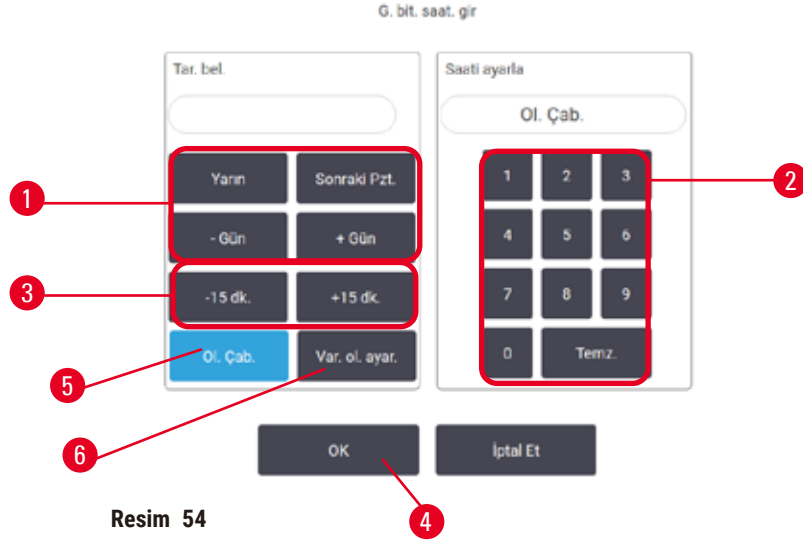 G. bit. saat. gir
Tar. bel.
Saati ayarla
Ol. Çab.
Yarın
Sonraki Pzt.
- Gün
+ Gün
-15 dk.
+15 dk.
Ol. Çab.
Var. ol. ayar.
1 2 3
4 5 6
7 8 9
0 Temz.
OK
İptal Et
1
2
3
5
6
4
Resim 54